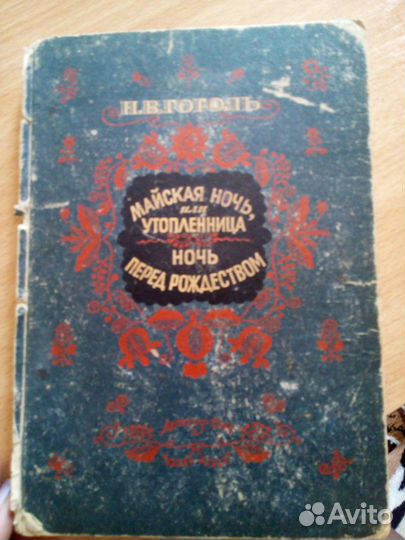 Н.В.ГОГОЛЬ
МАЙСКАЯ НОЧЬ,
ИЛИ
УТОПЛЕННИЦА
НОЧЬ
ПЕРЕД РОЖДЕСТВОМ
Avito